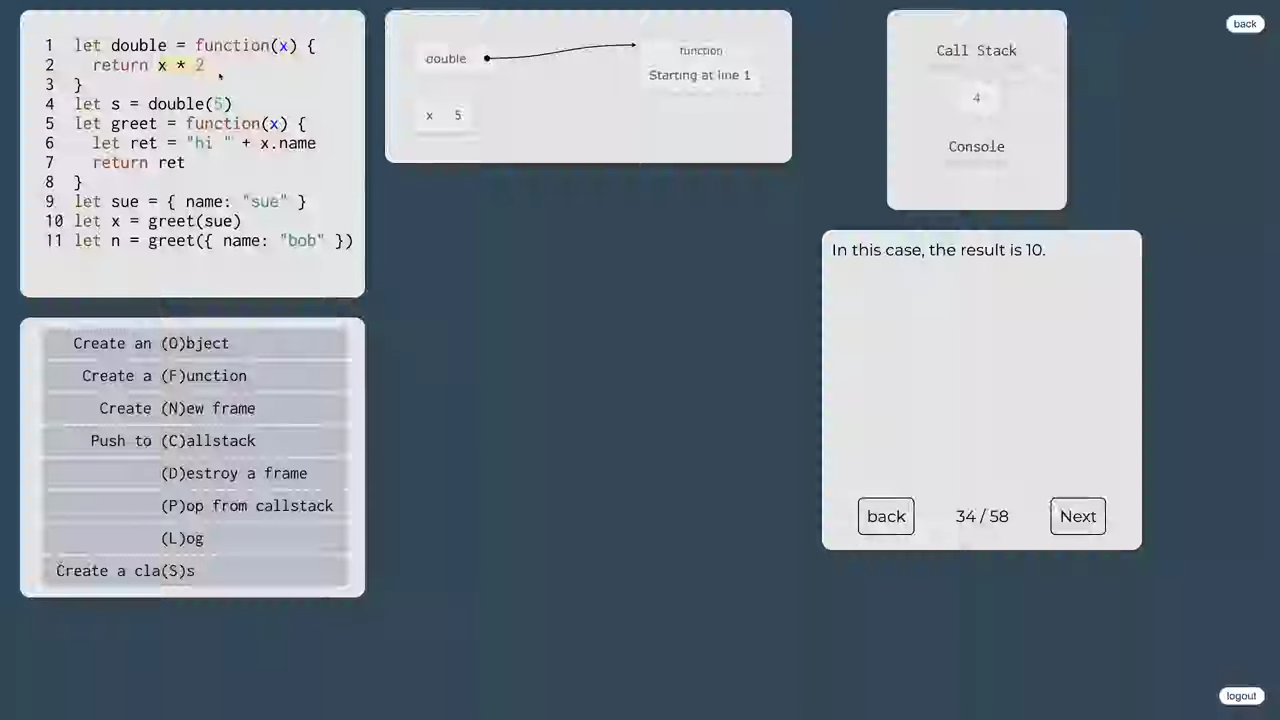 1 let double = function(x) {
2 return x * 2
3 }
4 let s = double(5)
5 let greet = function(x) {
6 let ret = "hi " + x.name
7 return ret
8 }
9 let sue = { name: "sue" }
10 let x = greet(sue)
11 let n = greet({ name: "bob" })
Create an (O)bject
Create a (F)unction
Create (N)ew frame
Push to (C)allstack
(D)estroy a frame
(P)op from callstack
(L)og
Create a cla(S)s
double
function
Starting at line 1
x 5
Call Stack
4
Console
back
In this case, the result is 10.
back 34 / 58 Next
logout